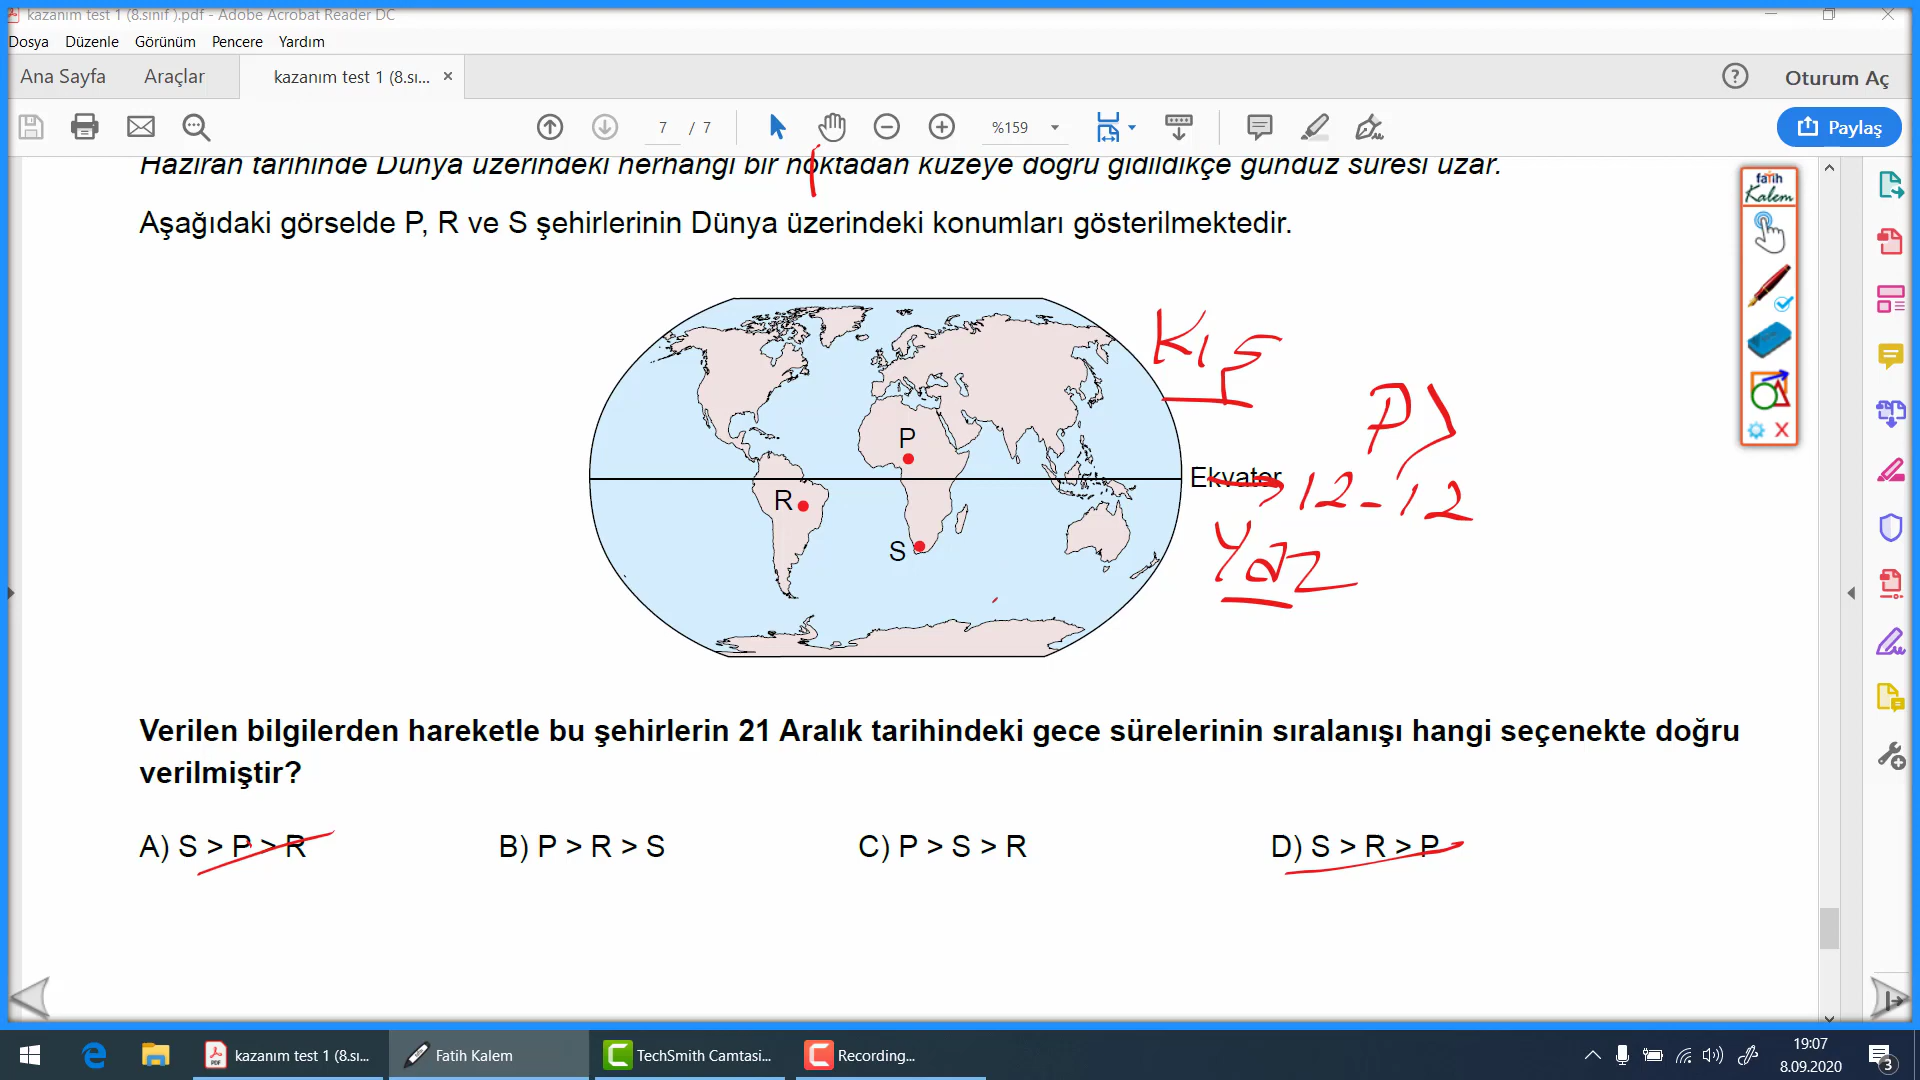 kazanım test 1 (8.sınıf ).pdf - Adobe Acrobat Reader DC
Dosya Düzenle Görünüm Pencere Yardım
Ana Sayfa Araçlar kazanım test 1 (8.sı... × Oturum Aç
7 / 7 %159 Paylaş
Haziran tarihinde Dünya üzerindeki herhangi bir noktadan kuzeye doğru gidildikçe gündüz süresi uzar.
fatih
Kalem
Aşağıdaki görselde P, R ve S şehirlerinin Dünya üzerindeki konumları gösterilmektedir.
Kış
P>
P
Ekvator
12-12
R
Yaz
S
Verilen bilgilerden hareketle bu şehirlerin 21 Aralık tarihindeki gece sürelerinin sıralanışı hangi seçenekte doğru
verilmiştir?
A) S > P > R B) P > R > S C) P > S > R D) S > R > P
kazanım test 1 (8.sı... Fatih Kalem TechSmith Camtasi... Recording...
19:07
8.09.2020
3